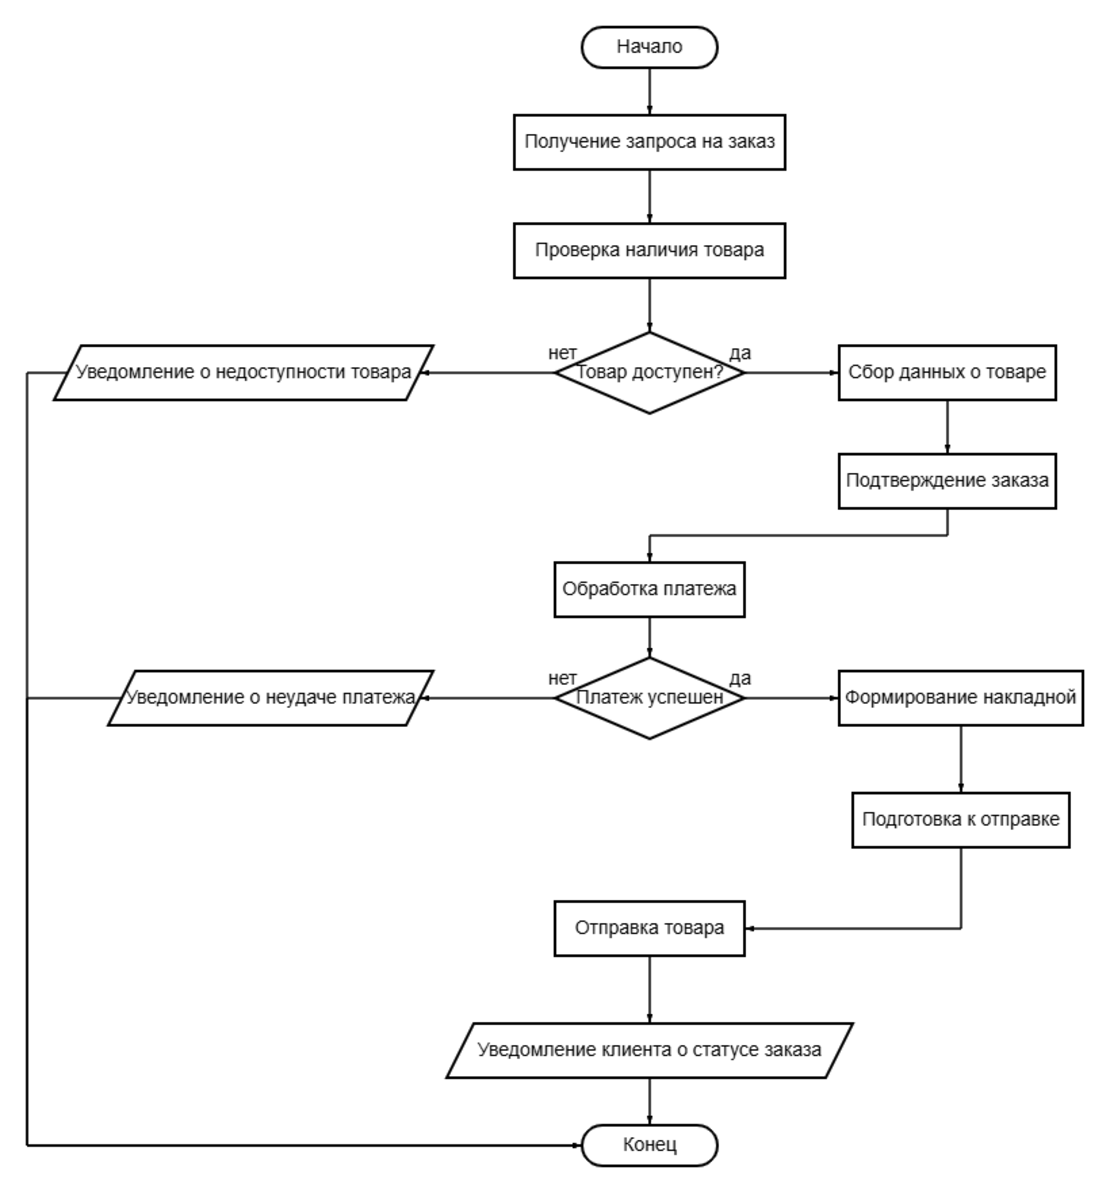 Начало
Получение запроса на заказ
Проверка наличия товара
нет
да
Уведомление о недоступности товара
Товар доступен?
Сбор данных о товаре
Подтверждение заказа
Обработка платежа
нет
да
Уведомление о неудаче платежа
Платеж успешен
Формирование накладной
Подготовка к отправке
Отправка товара
Уведомление клиента о статусе заказа
Конец